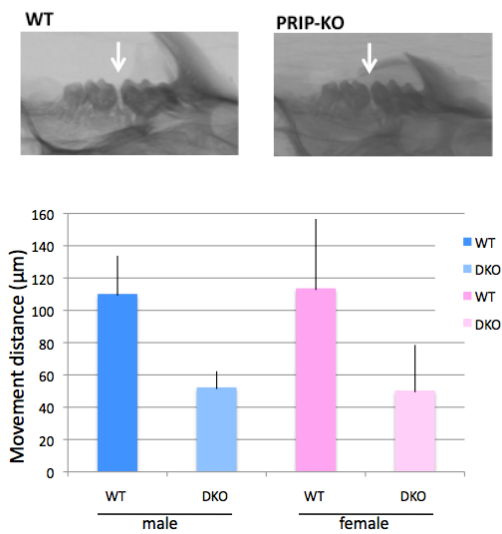 WT
PRIP-KO
Movement distance (μm)
160
140
120
100
80
60
40
20
0
WT
DKO
WT
DKO
WT
DKO
WT
DKO
male
female